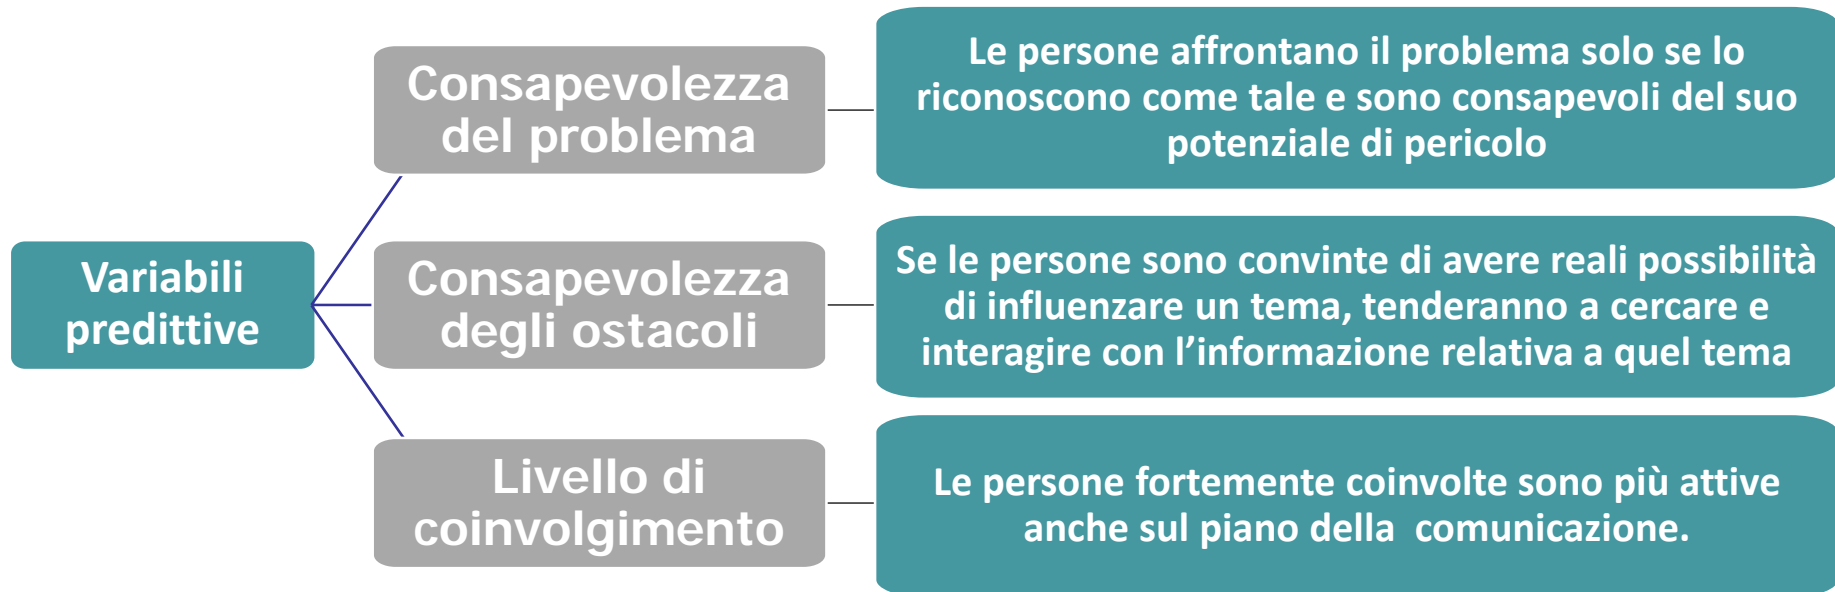 Variabili
predittive
Consapevolezza
del problema
Le persone affrontano il problema solo se lo
riconoscono come tale e sono consapevoli del suo
potenziale di pericolo
Consapevolezza
degli ostacoli
Se le persone sono convinte di avere reali possibilità
di influenzare un tema, tenderanno a cercare e
interagire con l’informazione relativa a quel tema
Livello di
coinvolgimento
Le persone fortemente coinvolte sono più attive
anche sul piano della  comunicazione.